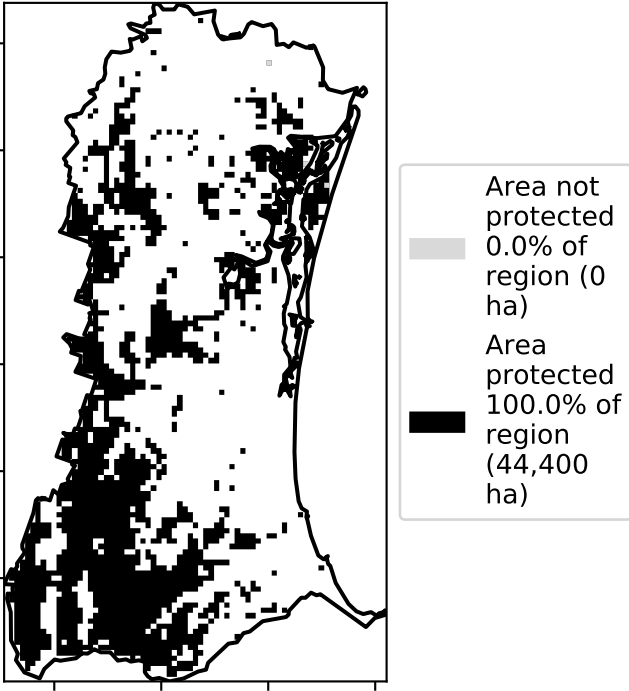 Area not
protected
0.0% of
region (0
ha)
Area
protected
100.0% of
region
(44,400
ha)